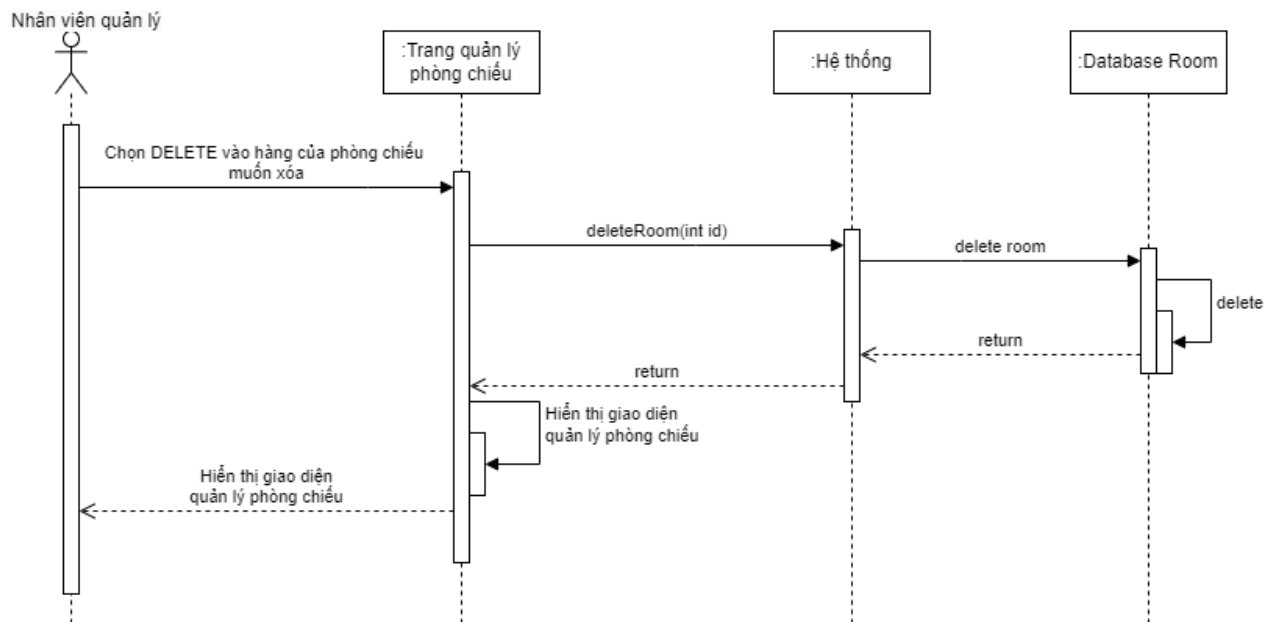 Nhân viên quản lý
:Trang quản lý
phòng chiếu
:Hệ thống
:Database Room
Chọn DELETE vào hàng của phòng chiếu
muốn xóa
deleteRoom(int id)
delete room
delete
return
return
Hiển thị giao diện
quản lý phòng chiếu
Hiển thị giao diện
quản lý phòng chiếu